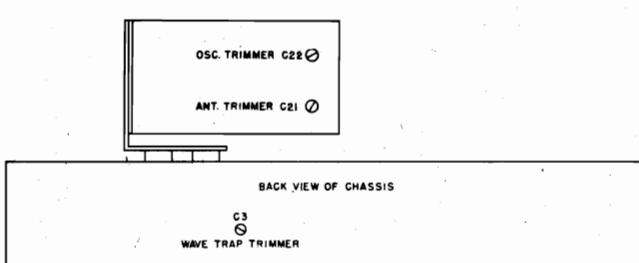 OSC. TRIMMER C22
ANT. TRIMMER C21
BACK VIEW OF CHASSIS
C3
WAVE TRAP TRIMMER